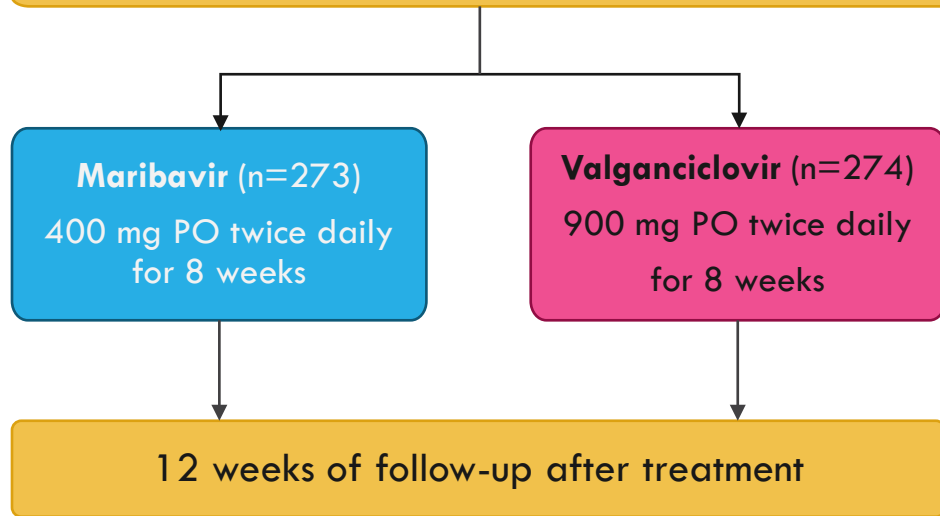 Maribavir (n=273)
400 mg PO twice daily
for 8 weeks
Valganciclovir (n=274)
900 mg PO twice daily
for 8 weeks
12 weeks of follow-up after treatment